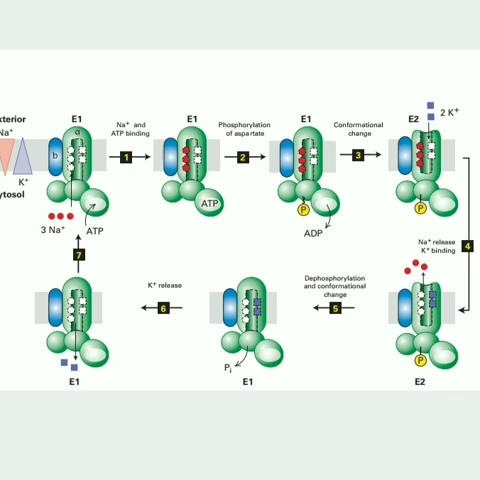 xterior
Na⁺
K⁺
ytosol
E1
α
b
3 Na⁺
ATP
Na⁺ and
ATP binding
1
E1
ATP
Phosphorylation
of aspartate
2
E1
P
ADP
Conformational
change
3
E2
2 K⁺
P
Na⁺ release
K⁺ binding
4
E2
P
Dephosphorylation
and conformational
change
5
E1
Pi
K⁺ release
6
E1
7